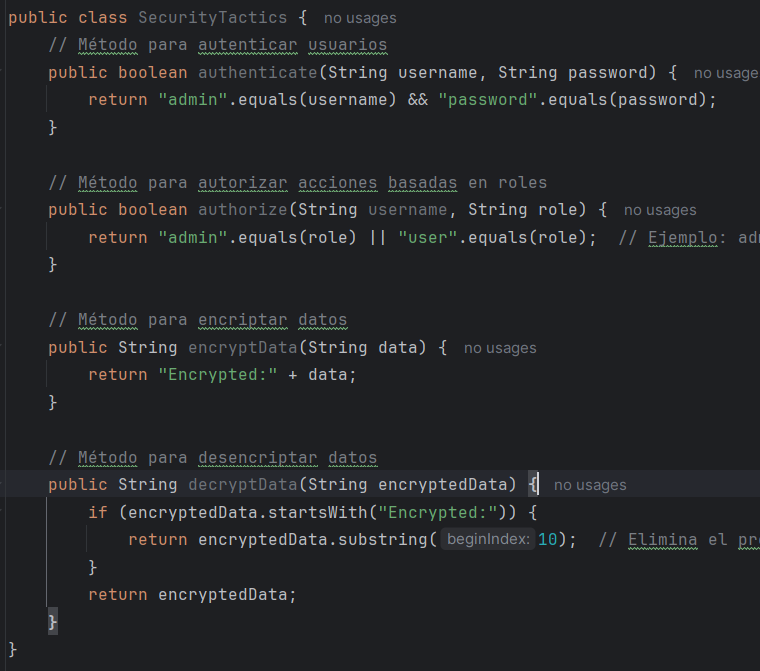 public class SecurityTactics { no usages
// Método para autenticar usuarios
public boolean authenticate(String username, String password) { no usage
return "admin".equals(username) && "password".equals(password);
}
// Método para autorizar acciones basadas en roles
public boolean authorize(String username, String role) { no usages
return "admin".equals(role) || "user".equals(role); // Ejemplo:
}
// Método para encriptar datos
public String encryptData(String data) { no usages
return "Encrypted:" + data;
}
// Método para desencriptar datos
public String decryptData(String encryptedData) { no usages
if (encryptedData.startsWith("Encrypted:")) {
return encryptedData.substring( beginIndex: 10); // Elimina el
}
return encryptedData;
}
}